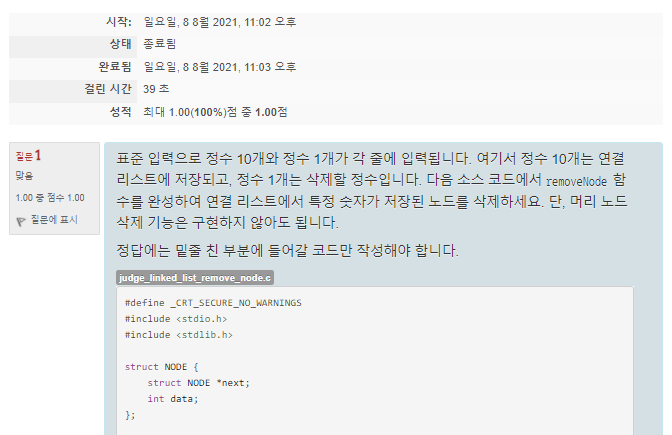 시작: 일요일, 8 8월 2021, 11:02 오후
상태 종료됨
완료됨 일요일, 8 8월 2021, 11:03 오후
걸린 시간 39 초
성적 최대 1.00(100%)점 중 1.00점
질문 1
맞음
1.00 중 점수 1.00
질문에 표시
표준 입력으로 정수 10개와 정수 1개가 각 줄에 입력됩니다. 여기서 정수 10개는 연결
리스트에 저장되고, 정수 1개는 삭제할 정수입니다. 다음 소스 코드에서 removeNode 함
수를 완성하여 연결 리스트에서 특정 숫자가 저장된 노드를 삭제하세요. 단, 머리 노드
삭제 기능은 구현하지 않아도 됩니다.
정답에는 밑줄 친 부분에 들어갈 코드만 작성해야 합니다.
judge_linked_list_remove_node.c
#define _CRT_SECURE_NO_WARNINGS
#include <stdio.h>
#include <stdlib.h>
struct NODE {
struct NODE *next;
int data;
};